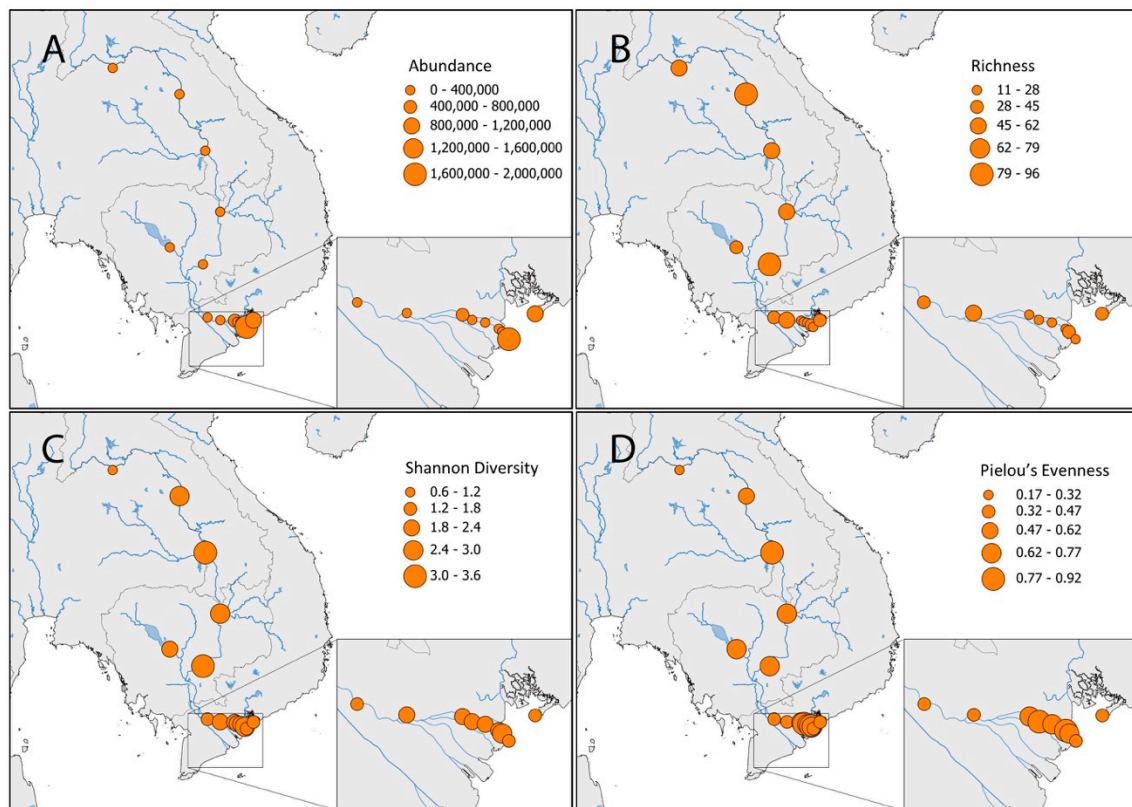 A
Abundance
0 - 400,000
400,000 - 800,000
800,000 - 1,200,000
1,200,000 - 1,600,000
1,600,000 - 2,000,000
B
Richness
11 - 28
28 - 45
45 - 62
62 - 79
79 - 96
C
Shannon Diversity
0.6 - 1.2
1.2 - 1.8
1.8 - 2.4
2.4 - 3.0
3.0 - 3.6
D
Pielou's Evenness
0.17 - 0.32
0.32 - 0.47
0.47 - 0.62
0.62 - 0.77
0.77 - 0.92